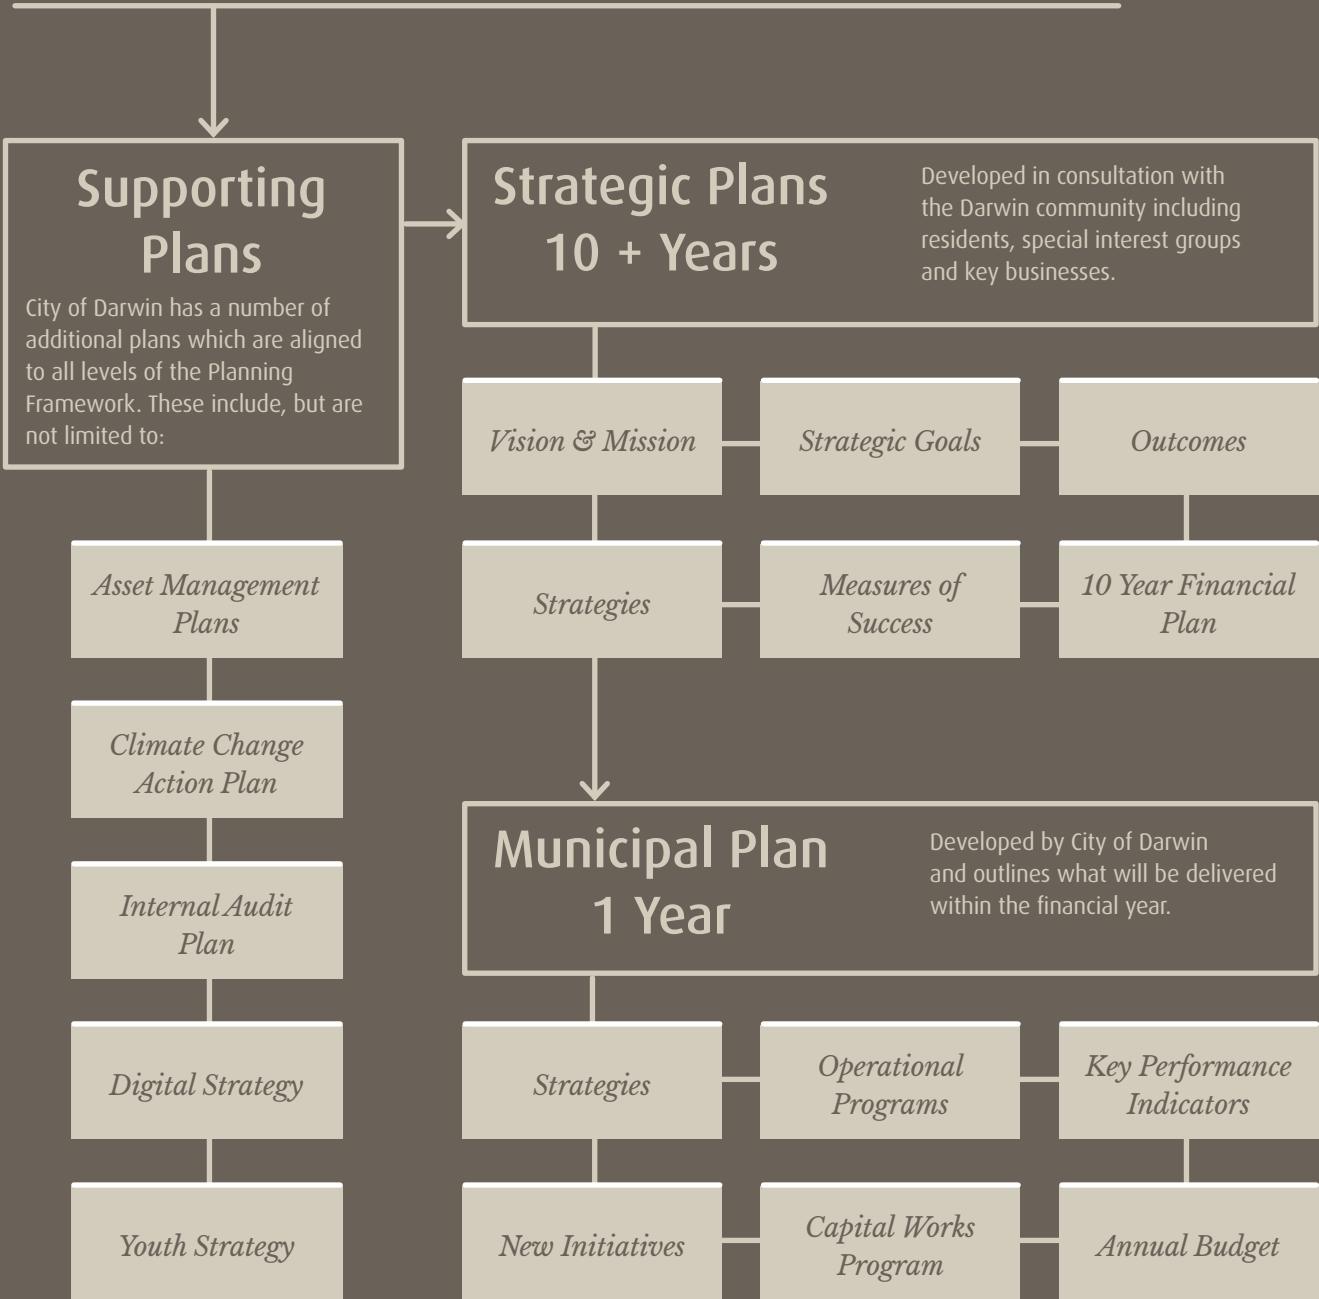 Supporting
Plans
City of Darwin has a number of
additional plans which are aligned
to all levels of the Planning
Framework. These include, but are
not limited to:
Asset Management
Plans
Climate Change
Action Plan
Internal Audit
Plan
Digital Strategy
Youth Strategy
Strategic Plans
10 + Years
Developed in consultation with
the Darwin community including
residents, special interest groups
and key businesses.
Vision & Mission
Strategic Goals
Outcomes
Strategies
Measures of
Success
10 Year Financial
Plan
Municipal Plan
1 Year
Developed by City of Darwin
and outlines what will be delivered
within the financial year.
Strategies
Operational
Programs
Key Performance
Indicators
New Initiatives
Capital Works
Program
Annual Budget